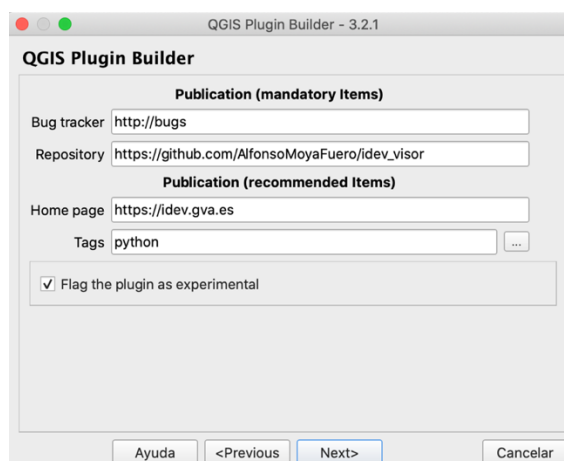 QGIS Plugin Builder - 3.2.1
QGIS Plugin Builder
Publication (mandatory Items)
Bug tracker http://bugs
Repository https://github.com/AlfonsoMoyaFuero/idev_visor
Publication (recommended Items)
Home page https://idev.gva.es
Tags python ...
Flag the plugin as experimental
Ayuda <Previous Next> Cancelar